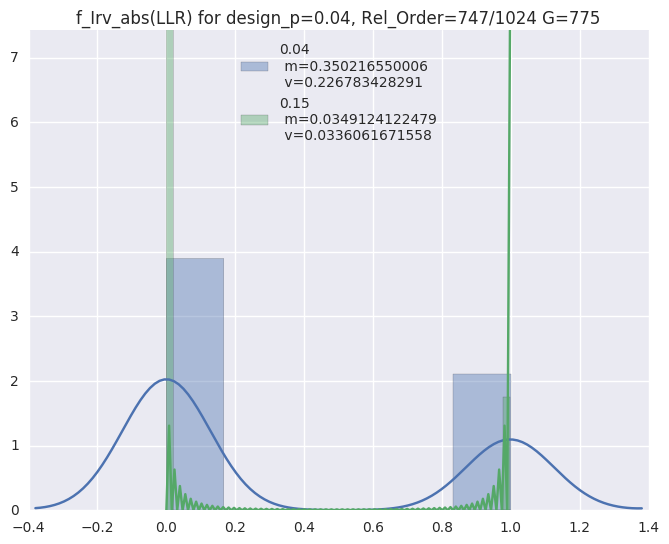 f_Irv_abs(LLR) for design_p=0.04, Rel_Order=747/1024 G=775
0.04
m=0.350216550006
v=0.226783428291
0.15
m=0.0349124122479
v=0.0336061671558
7
6
5
4
3
2
1
0
−0.4 −0.2 0.0 0.2 0.4 0.6 0.8 1.0 1.2 1.4